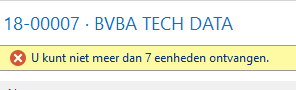 18-00007 · BVBA TECH DATA
U kunt niet meer dan 7 eenheden ontvangen.